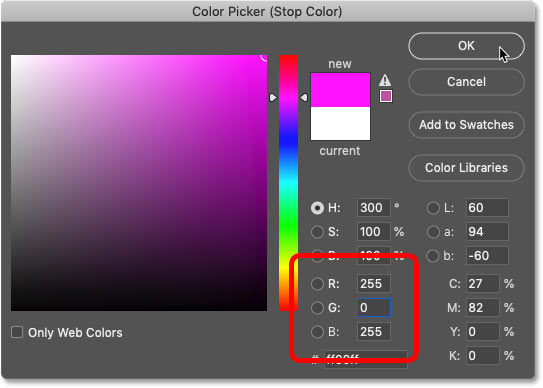 Color Picker (Stop Color)
new
current
OK
Cancel
Add to Swatches
Color Libraries
H: 300 °
S: 100 %
B: 100 %
R: 255
G: 0
B: 255
# ff00ff
L: 60
a: 94
b: -60
C: 27 %
M: 82 %
Y: 0 %
K: 0 %
Only Web Colors